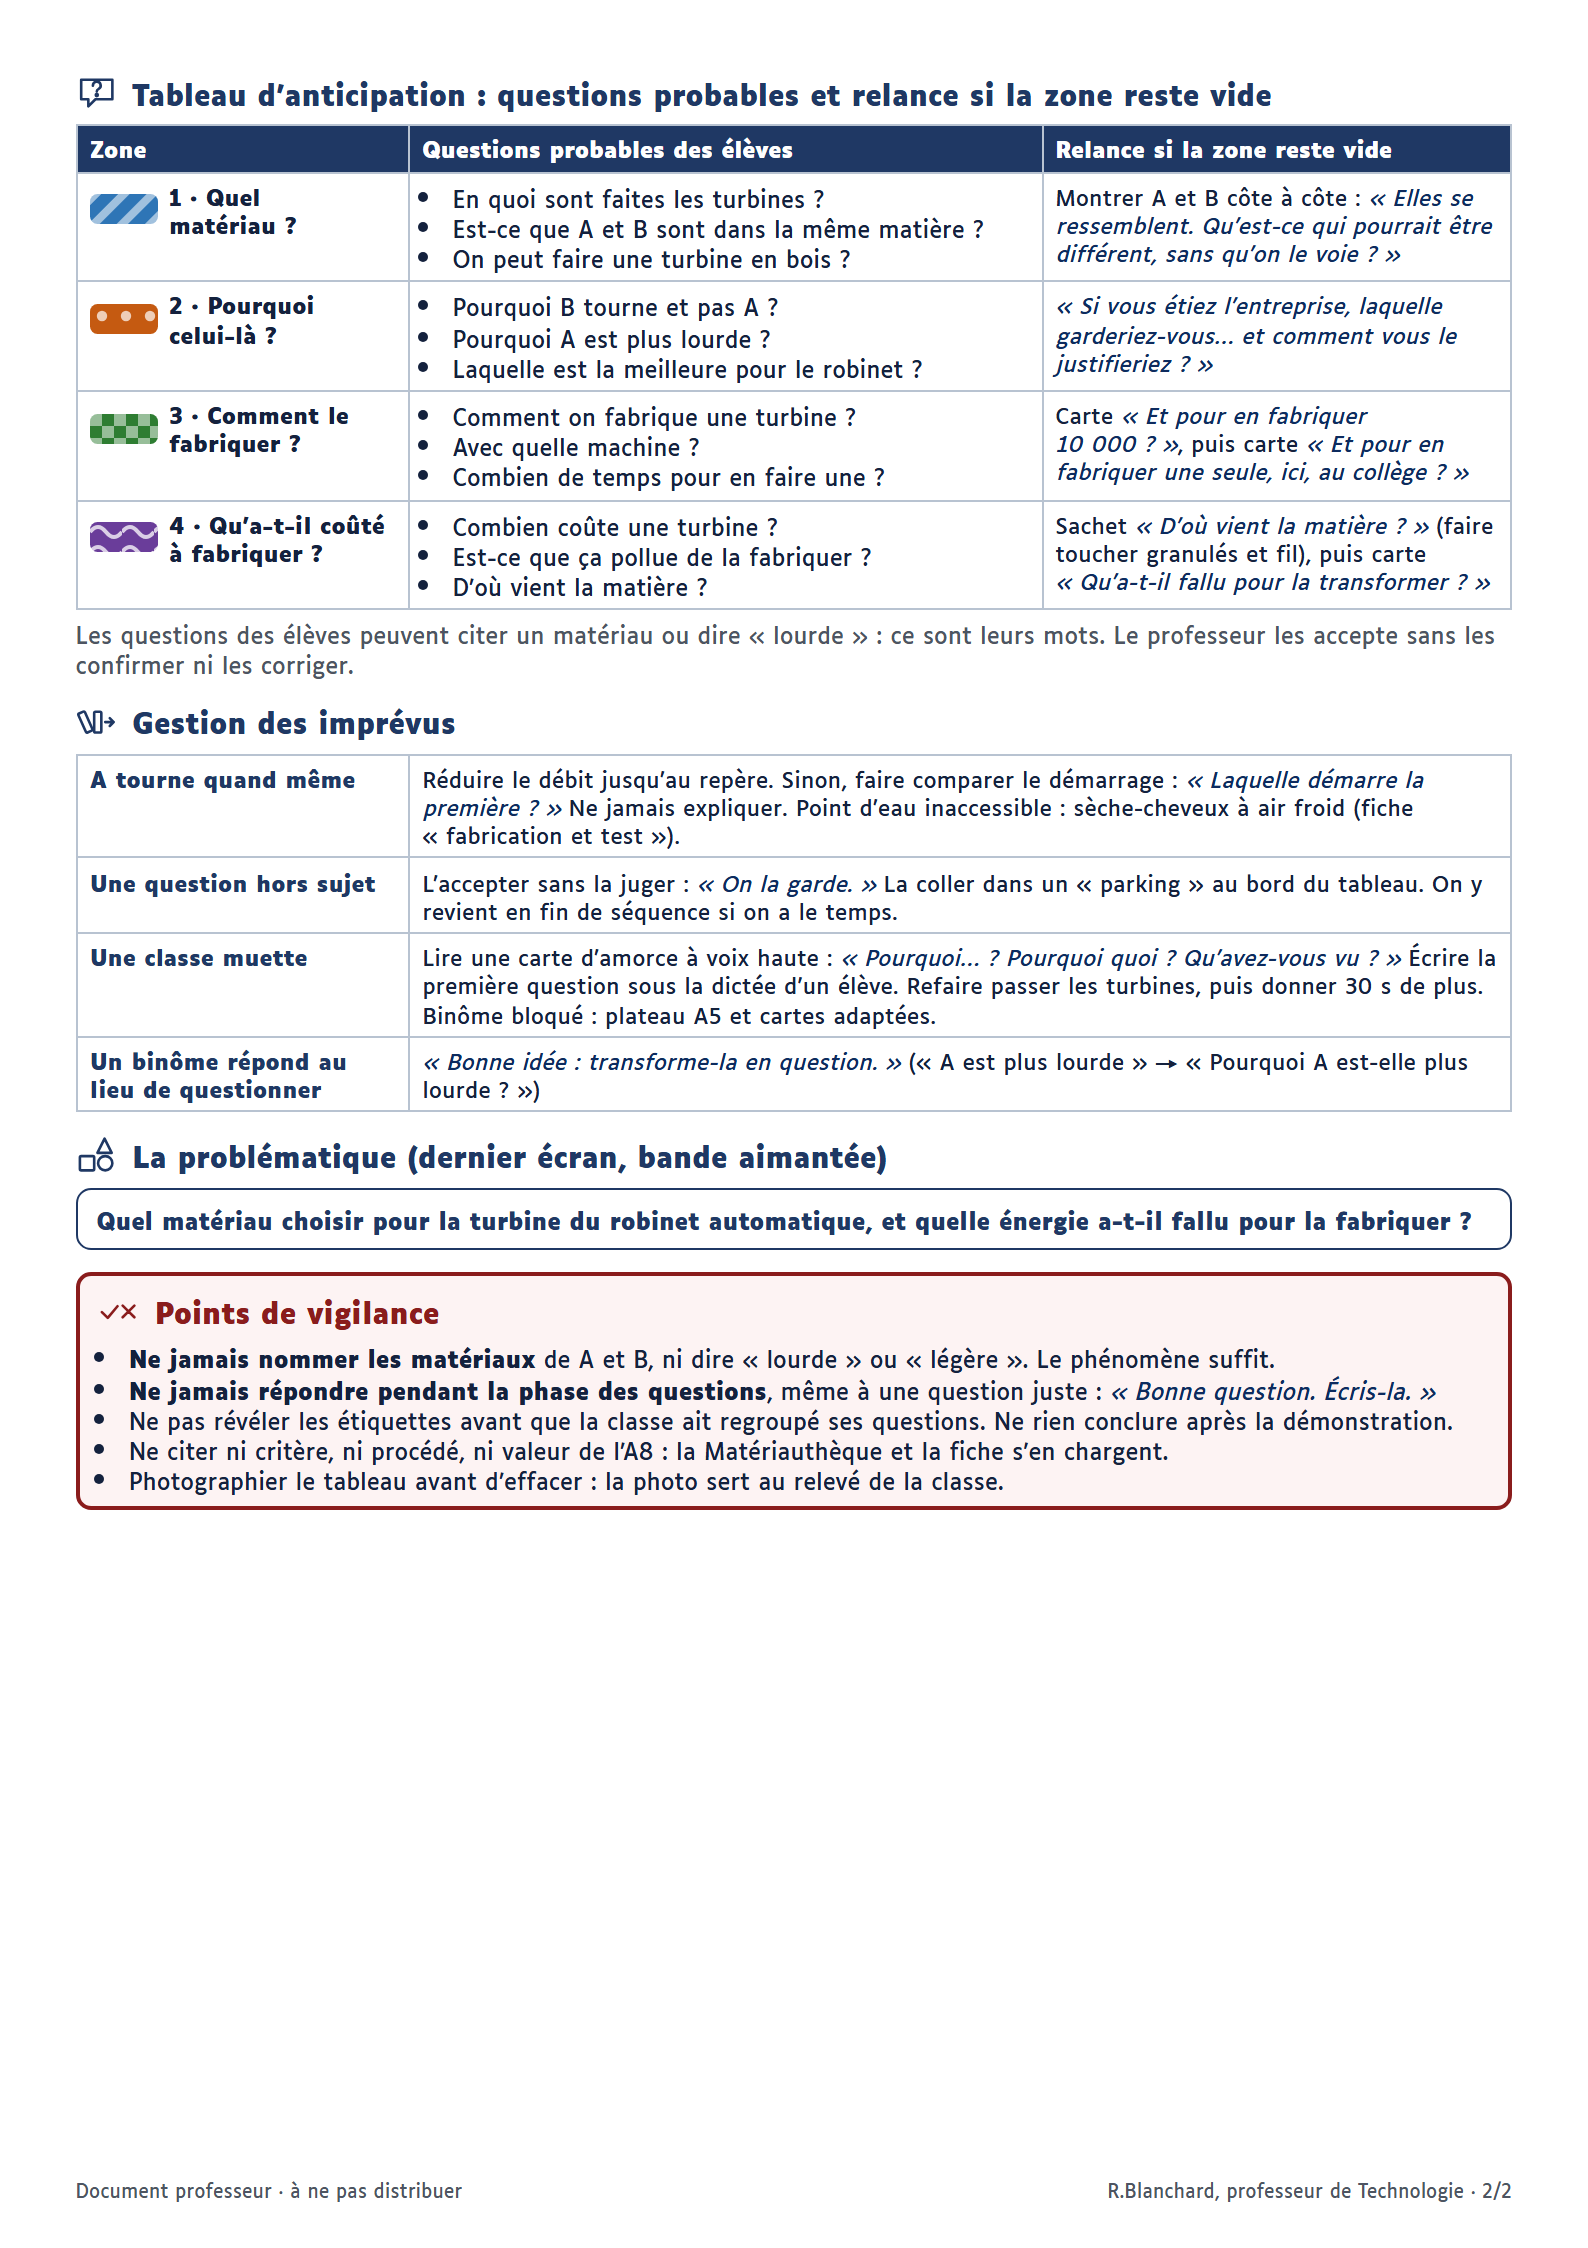 Tableau d'anticipation : questions probables et relance si la zone reste vide
Zone
Questions probables des élèves
Relance si la zone reste vide
1 · Quel
matériau ?
• En quoi sont faites les turbines ?
• Est-ce que A et B sont dans la même matière ?
• On peut faire une turbine en bois ?
Montrer A et B côte à côte : « Elles se
ressemblent. Qu'est-ce qui pourrait être
différent, sans qu'on le voie ? »
2 · Pourquoi
celui-là ?
• Pourquoi B tourne et pas A ?
• Pourquoi A est plus lourde ?
• Laquelle est la meilleure pour le robinet ?
« Si vous étiez l'entreprise, laquelle
garderiez-vous... et comment vous le
justifieriez ? »
3 · Comment le
fabriquer ?
• Comment on fabrique une turbine ?
• Avec quelle machine ?
• Combien de temps pour en faire une ?
Carte « Et pour en fabriquer
10 000 ? », puis carte « Et pour en
fabriquer une seule, ici, au collège ? »
4 · Qu'a-t-il coûté
à fabriquer ?
• Combien coûte une turbine ?
• Est-ce que ça pollue de la fabriquer ?
• D'où vient la matière ?
Sachet « D'où vient la matière ? » (faire
toucher granulés et fil), puis carte
« Qu'a-t-il fallu pour la transformer ? »
Les questions des élèves peuvent citer un matériau ou dire « lourde » : ce sont leurs mots. Le professeur les accepte sans les
confirmer ni les corriger.
Gestion des imprévus
A tourne quand même
Réduire le débit jusqu'au repère. Sinon, faire comparer le démarrage : « Laquelle démarre la
première ? » Ne jamais expliquer. Point d'eau inaccessible : sèche-cheveux à air froid (fiche
« fabrication et test »).
Une question hors sujet
L'accepter sans la juger : « On la garde. » La coller dans un « parking » au bord du tableau. On y
revient en fin de séquence si on a le temps.
Une classe muette
Lire une carte d'amorce à voix haute : « Pourquoi... ? Pourquoi quoi ? Qu'avez-vous vu ? » Écrire la
première question sous la dictée d'un élève. Refaire passer les turbines, puis donner 30 s de plus.
Binôme bloqué : plateau A5 et cartes adaptées.
Un binôme répond au
lieu de questionner
« Bonne idée : transforme-la en question. » (« A est plus lourde » → « Pourquoi A est-elle plus
lourde ? »)
La problématique (dernier écran, bande aimantée)
Quel matériau choisir pour la turbine du robinet automatique, et quelle énergie a-t-il fallu pour la fabriquer ?
Points de vigilance
• Ne jamais nommer les matériaux de A et B, ni dire « lourde » ou « légère ». Le phénomène suffit.
• Ne jamais répondre pendant la phase des questions, même à une question juste : « Bonne question. Écris-la. »
• Ne pas révéler les étiquettes avant que la classe ait regroupé ses questions. Ne rien conclure après la démonstration.
• Ne citer ni critère, ni procédé, ni valeur de l'A8 : la Matériauthèque et la fiche s'en chargent.
• Photographier le tableau avant d'effacer : la photo sert au relevé de la classe.
Document professeur · à ne pas distribuer
R.Blanchard, professeur de Technologie · 2/2